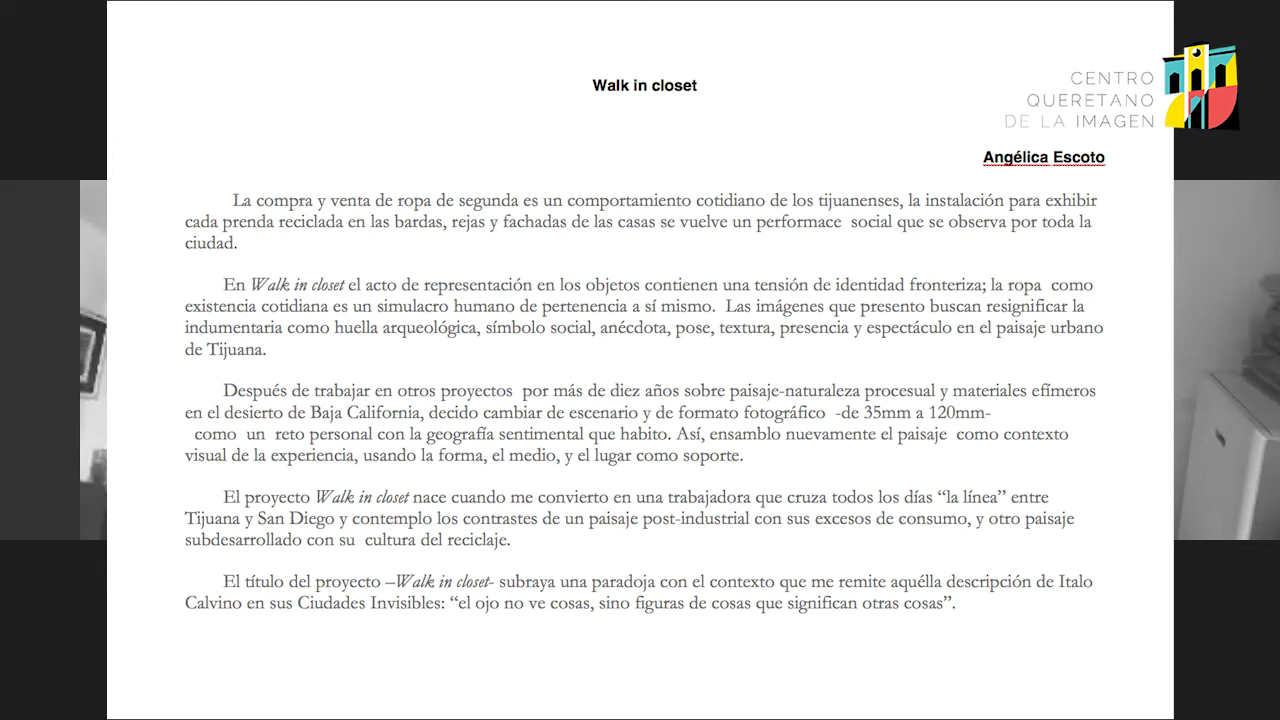 Walk in closet
CENTRO
QUERETANO
DE LA IMAGEN
Angélica Escoto
La compra y venta de ropa de segunda es un comportamiento cotidiano de los tijuanenses, la instalación para exhibir
cada prenda reciclada en las bardas, rejas y fachadas de las casas se vuelve un performace  social que se observa por toda la
ciudad.
En Walk in closet el acto de representación en los objetos contienen una tensión de identidad fronteriza; la ropa  como
existencia cotidiana es un simulacro humano de pertenencia a sí mismo.  Las imágenes que presento buscan resignificar la
indumentaria como huella arqueológica, símbolo social, anécdota, pose, textura, presencia y espectáculo en el paisaje urbano
de Tijuana.
Después de trabajar en otros proyectos  por más de diez años sobre paisaje-naturaleza procesual y materiales efímeros
en el desierto de Baja California, decido cambiar de escenario y de formato fotográfico  -de 35mm a 120mm-
como  un  reto personal con la geografía sentimental que habito. Así, ensamblo nuevamente el paisaje  como contexto
visual de la experiencia, usando la forma, el medio, y el lugar como soporte.
El proyecto Walk in closet nace cuando me convierto en una trabajadora que cruza todos los días “la línea” entre
Tijuana y San Diego y contemplo los contrastes de un paisaje post-industrial con sus excesos de consumo, y otro paisaje
subdesarrollado con su  cultura del reciclaje.
El título del proyecto –Walk in closet- subraya una paradoja con el contexto que me remite aquélla descripción de Italo
Calvino en sus Ciudades Invisibles: “el ojo no ve cosas, sino figuras de cosas que significan otras cosas”.